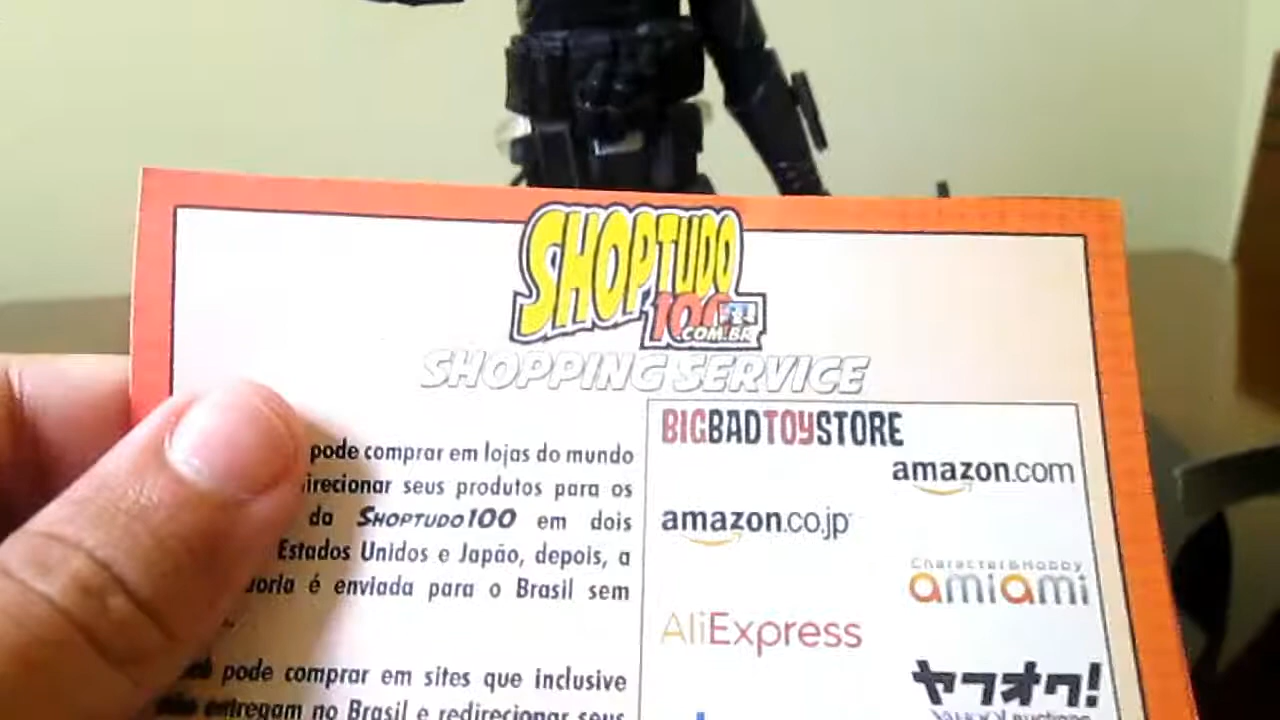 SHOPTUDO
100
.COM.BR
SHOPPING SERVICE
pode comprar em lojas do mundo
seus produtos para os
da SHOPTUDO100 em dois
Estados Unidos e Japão, depois, a
é enviada para o Brasil sem
pode comprar em sites que inclusive
entregam no Brasil e redirecionar seus
BIGBADTOYSTORE
amazon.com
amazon.co.jp
Character&Hobby
amiami
AliExpress
ヤフオク!